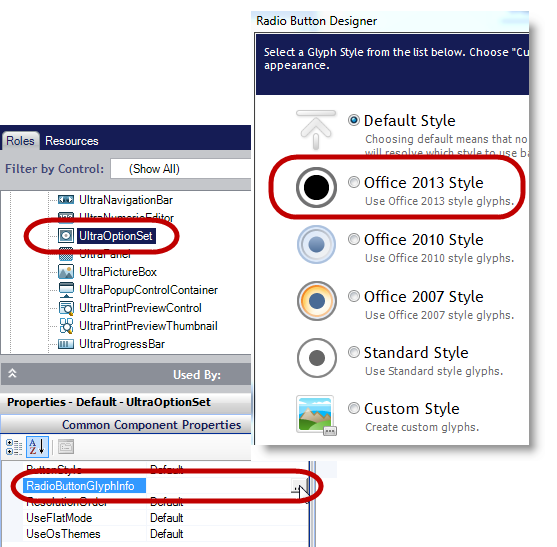 Radio Button Designer
Select a Glyph Style from the list below. Choose "Cu
appearance.
Default Style
Choosing default means that no
will resolve which style to use ba
Office 2013 Style
Use Office 2013 style glyphs.
Office 2010 Style
Use Office 2010 style glyphs.
Office 2007 Style
Use Office 2007 style glyphs.
Standard Style
Use Standard style glyphs.
Custom Style
Create custom glyphs.
Roles Resources
Filter by Control: (Show All)
UltraNavigationBar
UltraNumericEditor
UltraOptionSet
UltraPanel
UltraPictureBox
UltraPopupControlContainer
UltraPrintPreviewControl
UltraPrintPreviewThumbnail
UltraProgressBar
Used By:
Properties - Default - UltraOptionSet
Common Component Properties
ButtonStyle Default
RadioButtonGlyphInfo
ResolutionOrder Default
UseFlatMode Default
UseOsThemes Default